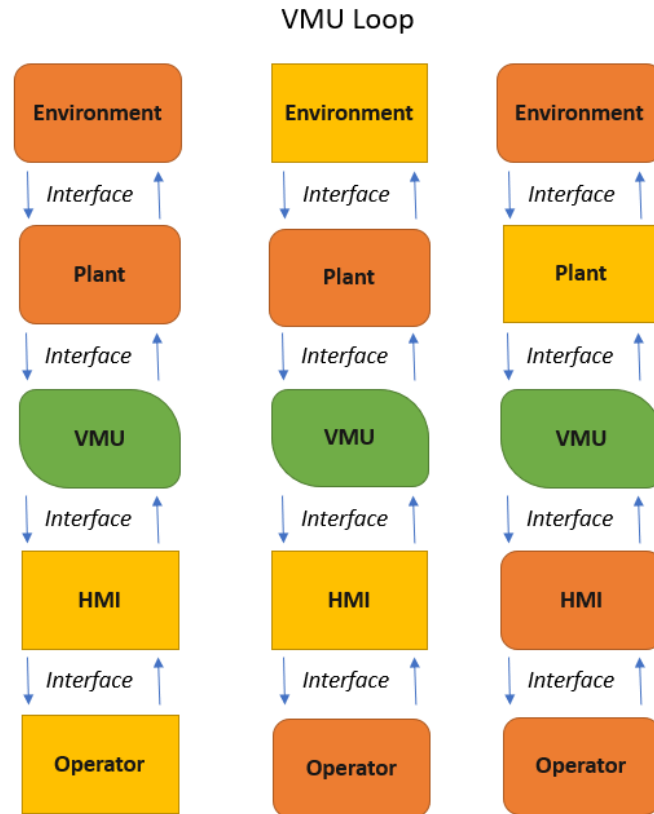 VMU Loop
Environment Environment Environment
Interface Interface Interface
Plant Plant Plant
Interface Interface Interface
VMU VMU VMU
Interface Interface Interface
HMI HMI HMI
Interface Interface Interface
Operator Operator Operator